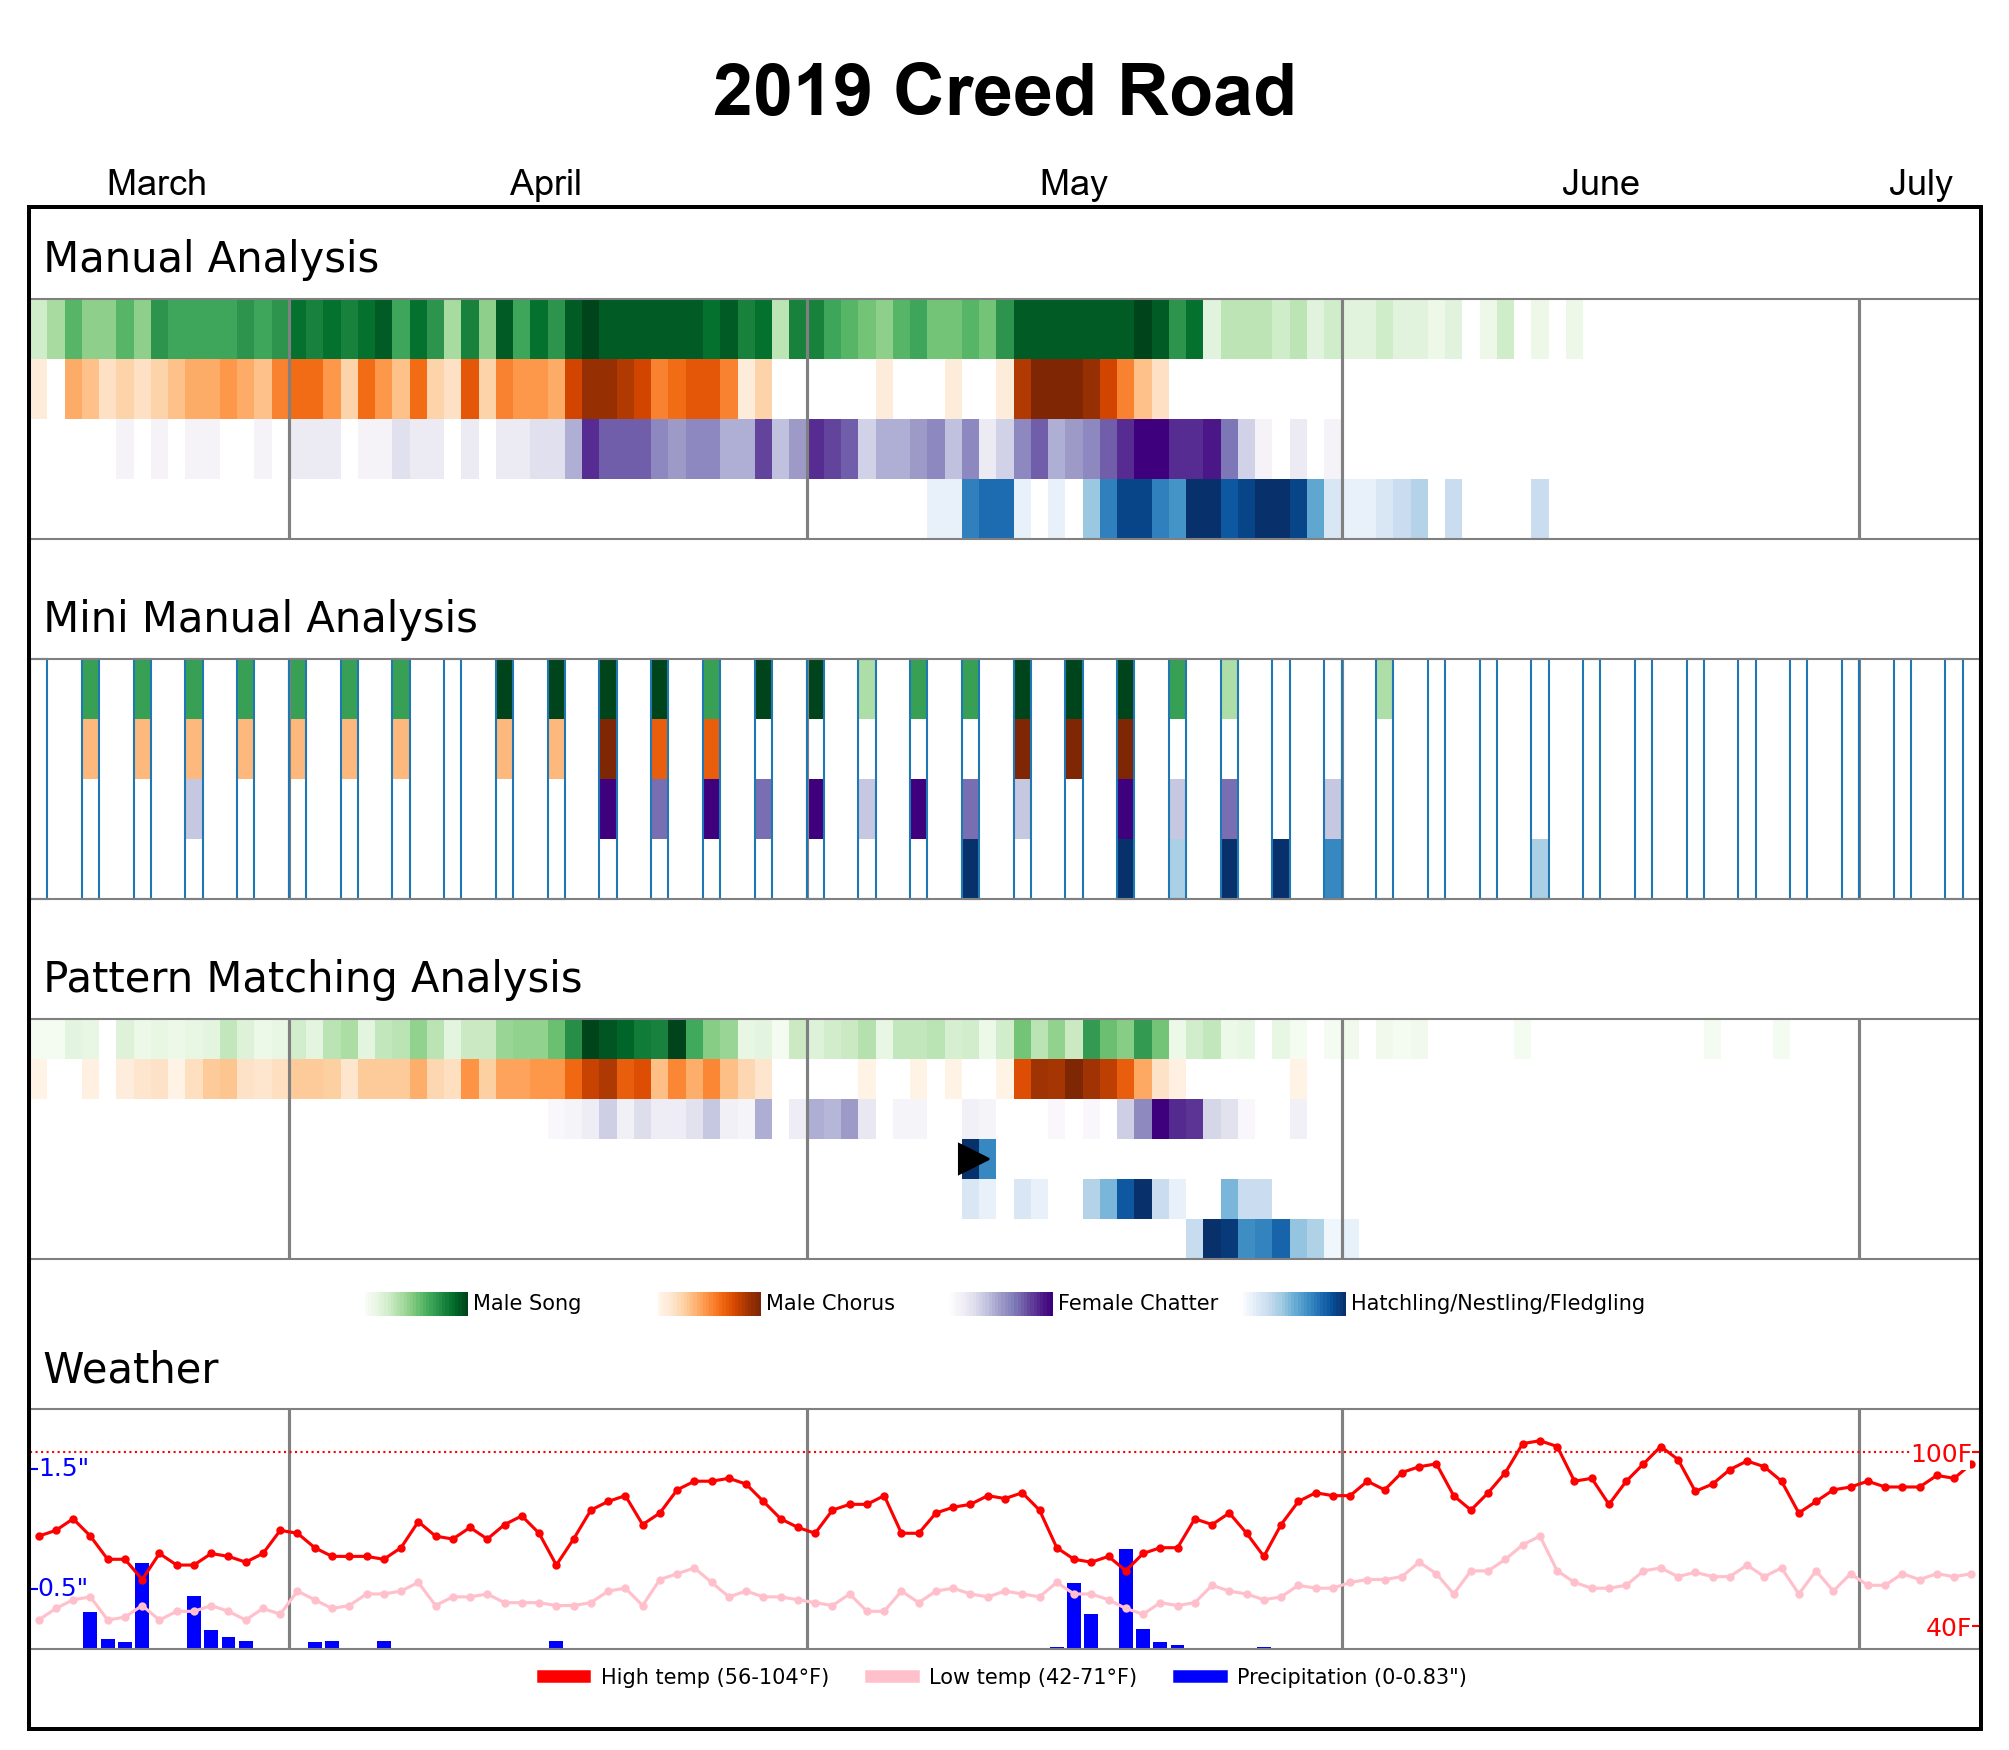 2019 Creed Road
March April May June July
Manual Analysis
Mini Manual Analysis
Pattern Matching Analysis
Male Song Male Chorus Female Chatter Hatchling/Nestling/Fledgling
Weather
1.5" 100F
0.5" 40F
High temp (56-104°F) Low temp (42-71°F) Precipitation (0-0.83")